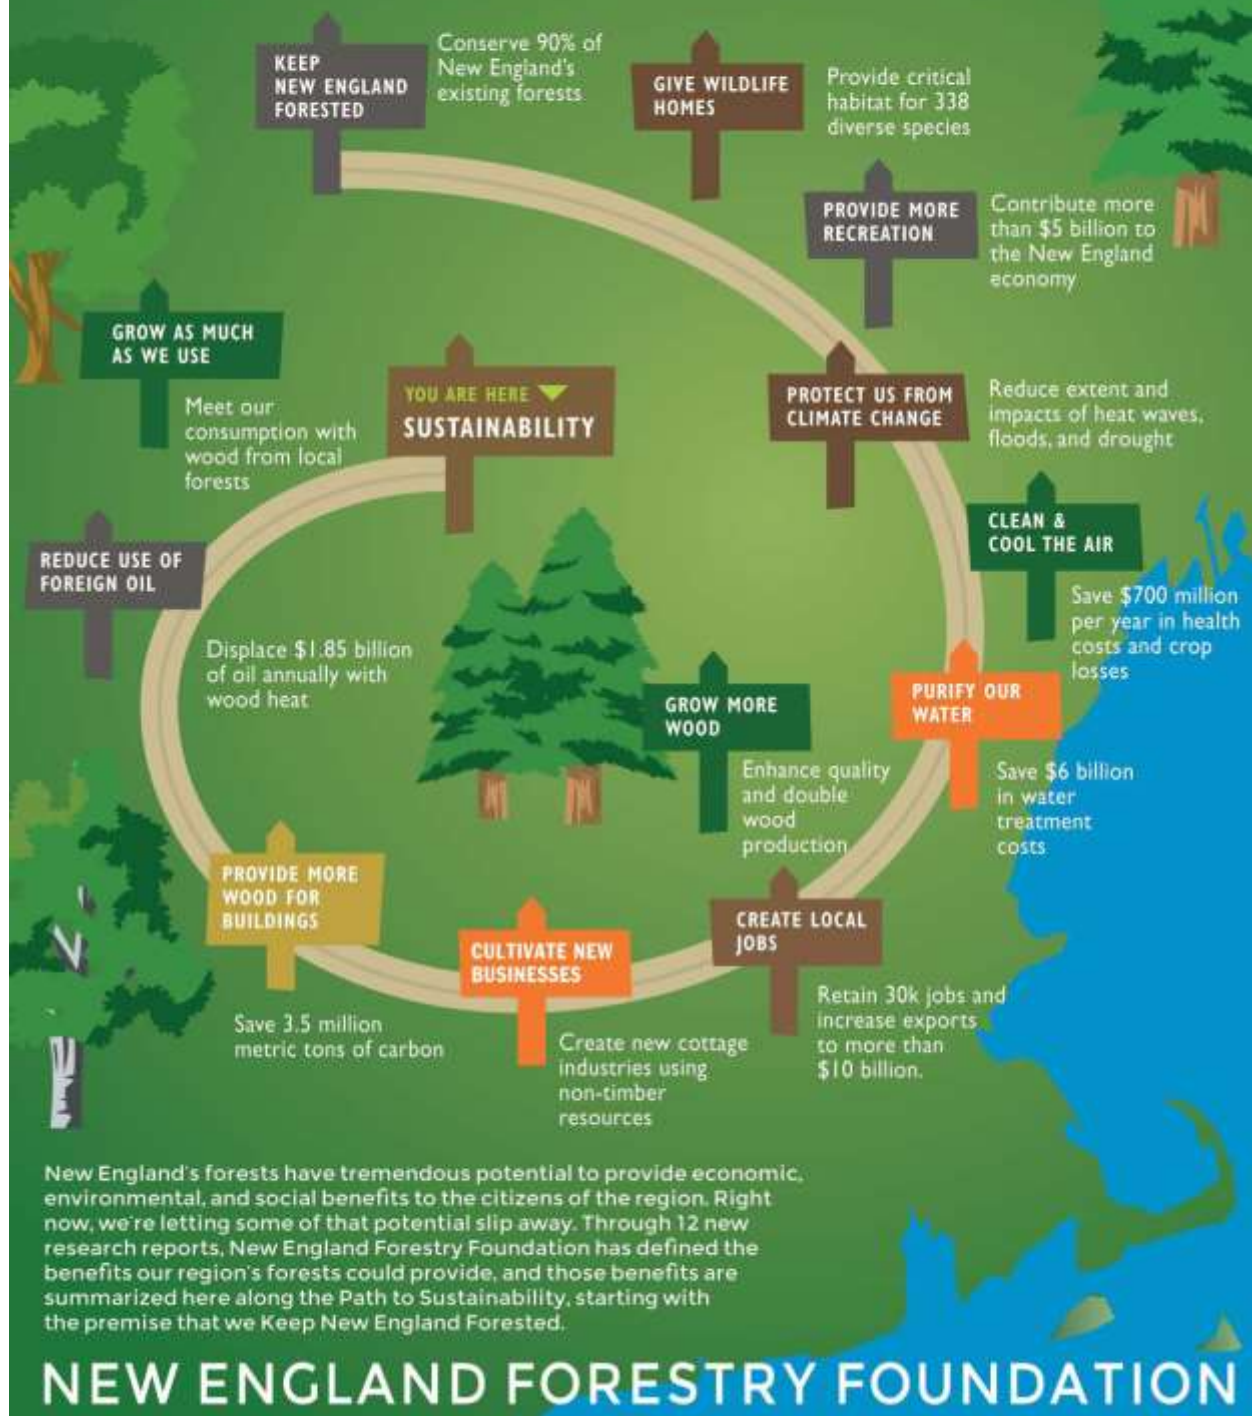 KEEP
NEW ENGLAND
FORESTED
Conserve 90% of
New England's
existing forests
GIVE WILDLIFE
HOMES
Provide critical
habitat for 338
diverse species
PROVIDE MORE
RECREATION
Contribute more
than $5 billion to
the New England
economy
PROTECT US FROM
CLIMATE CHANGE
Reduce extent and
impacts of heat waves,
floods, and drought
CLEAN &
COOL THE AIR
Save $700 million
per year in health
costs and crop
losses
PURIFY OUR
WATER
Save $6 billion
in water
treatment
costs
GROW MORE
WOOD
Enhance quality
and double
wood
production
CREATE LOCAL
JOBS
Retain 30k jobs and
increase exports
to more than
$10 billion.
CULTIVATE NEW
BUSINESSES
Create new cottage
industries using
non-timber
resources
PROVIDE MORE
WOOD FOR
BUILDINGS
Save 3.5 million
metric tons of carbon
REDUCE USE OF
FOREIGN OIL
Displace $1.85 billion
of oil annually with
wood heat
GROW AS MUCH
AS WE USE
Meet our
consumption with
wood from local
forests
YOU ARE HERE
SUSTAINABILITY
New England's forests have tremendous potential to provide economic,
environmental, and social benefits to the citizens of the region. Right
now, we're letting some of that potential slip away. Through 12 new
research reports, New England Forestry Foundation has defined the
benefits our region's forests could provide, and those benefits are
summarized here along the Path to Sustainability, starting with
the premise that we Keep New England Forested.
NEW ENGLAND FORESTRY FOUNDATION